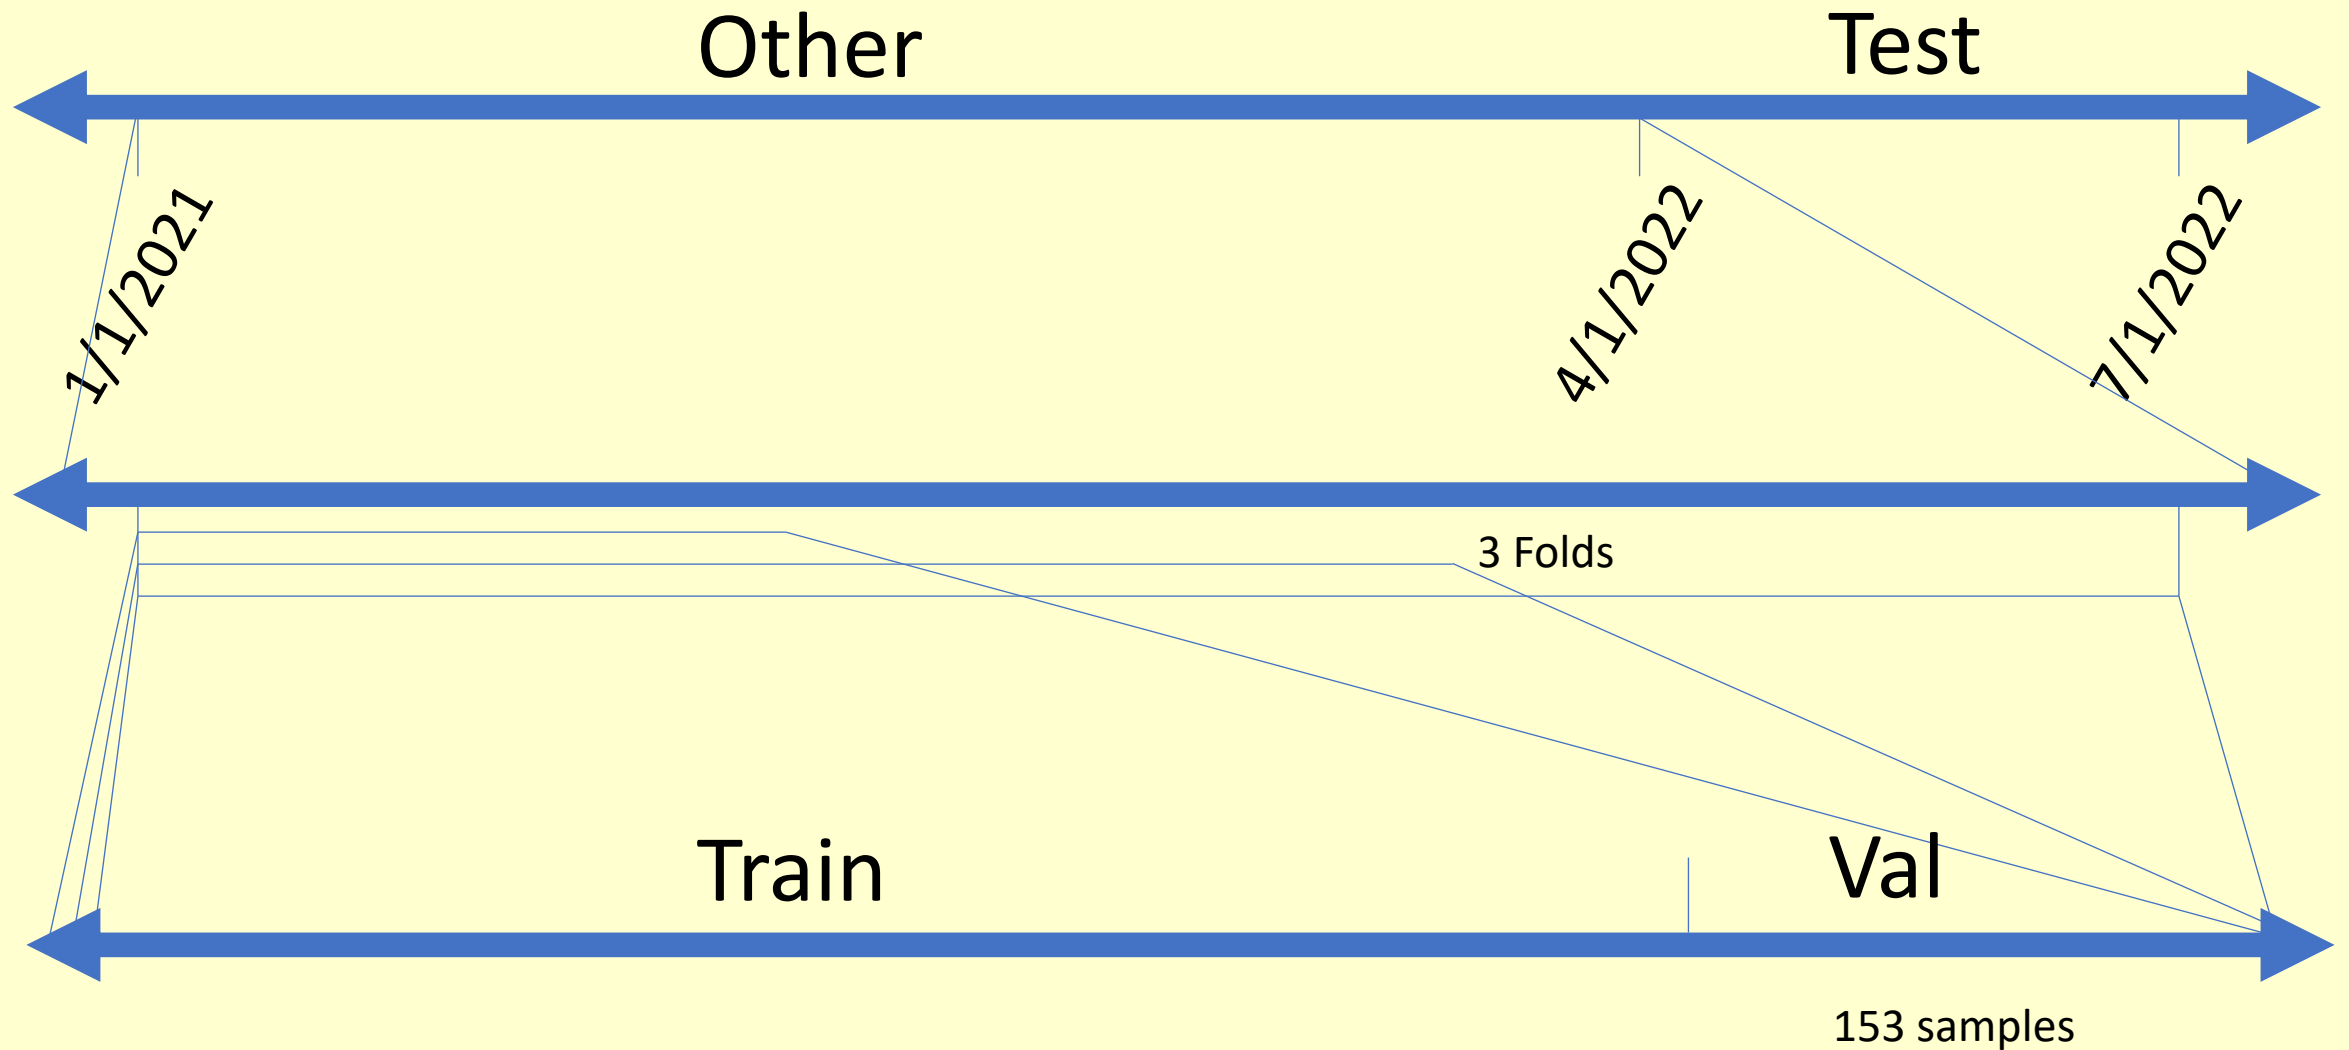 Other
Test
1/1/2021
4/1/2022
7/1/2022
3 Folds
Train
Val
153 samples